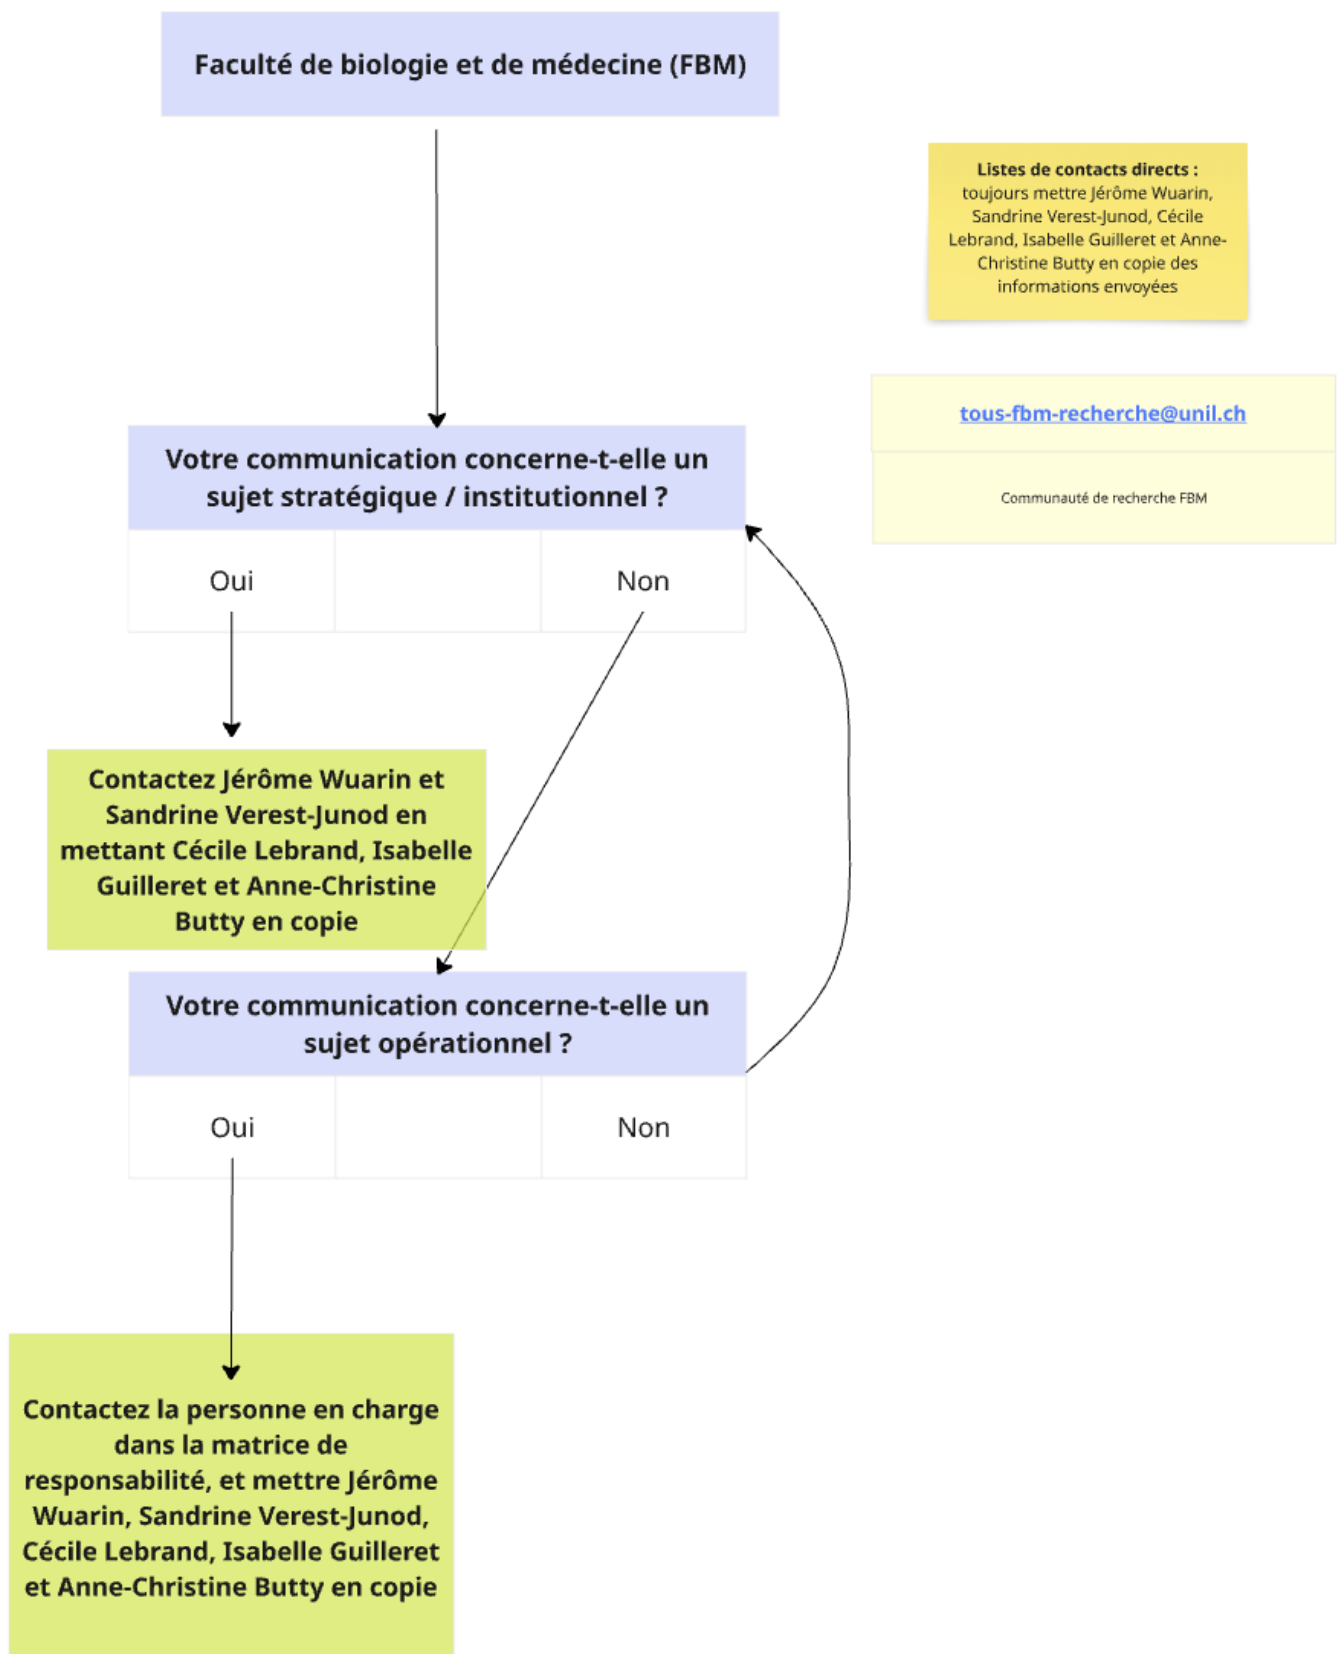 Faculté de biologie et de médecine (FBM)
Listes de contacts directs :
toujours mettre Jérôme Wuarin,
Sandrine Verest-Junod, Cécile
Lebrand, Isabelle Guilleret et Anne-
Christine Butty en copie des
informations envoyées
tous-fbm-recherche@unil.ch
Communauté de recherche FBM
Votre communication concerne-t-elle un
sujet stratégique / institutionnel ?
Oui
Non
Contactez Jérôme Wuarin et
Sandrine Verest-Junod en
mettant Cécile Lebrand, Isabelle
Guilleret et Anne-Christine
Butty en copie
Votre communication concerne-t-elle un
sujet opérationnel ?
Oui
Non
Contactez la personne en charge
dans la matrice de
responsabilité, et mettre Jérôme
Wuarin, Sandrine Verest-Junod,
Cécile Lebrand, Isabelle Guilleret
et Anne-Christine Butty en copie